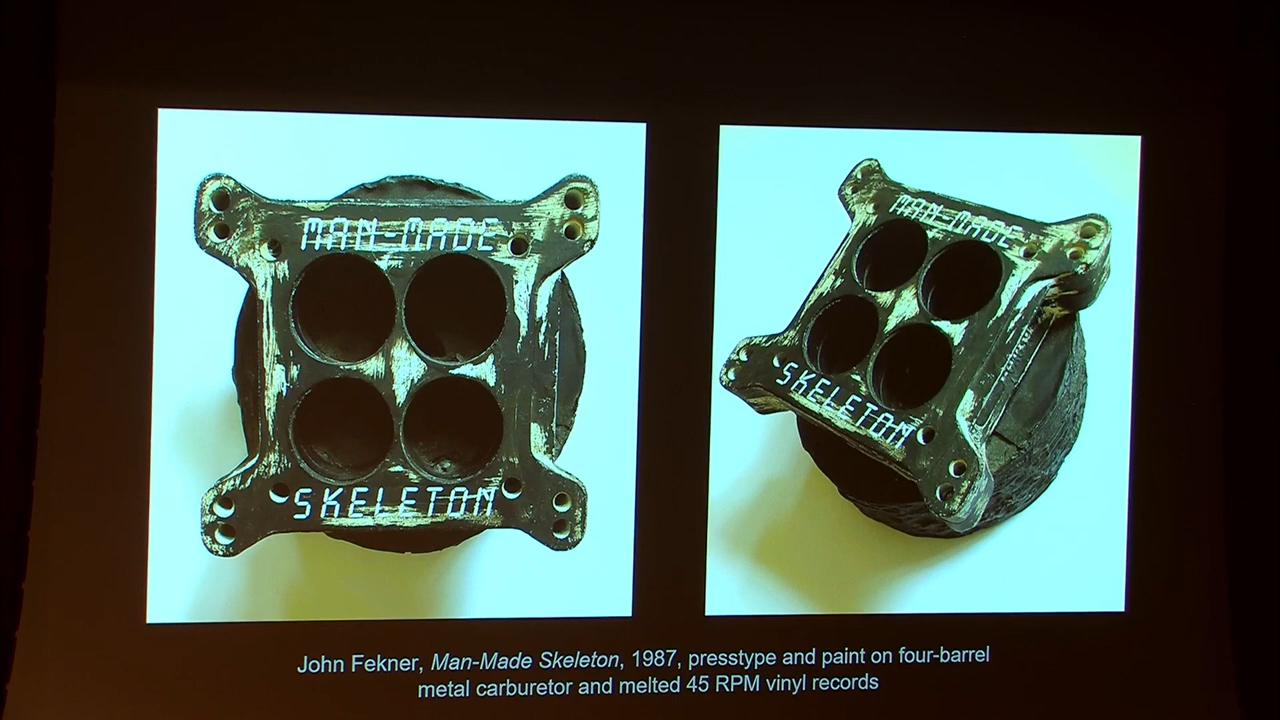 MAN-MADE
SKELETON
MAN-MADE
SKELETON
John Fekner, Man-Made Skeleton, 1987, presstype and paint on four-barrel
metal carburetor and melted 45 RPM vinyl records